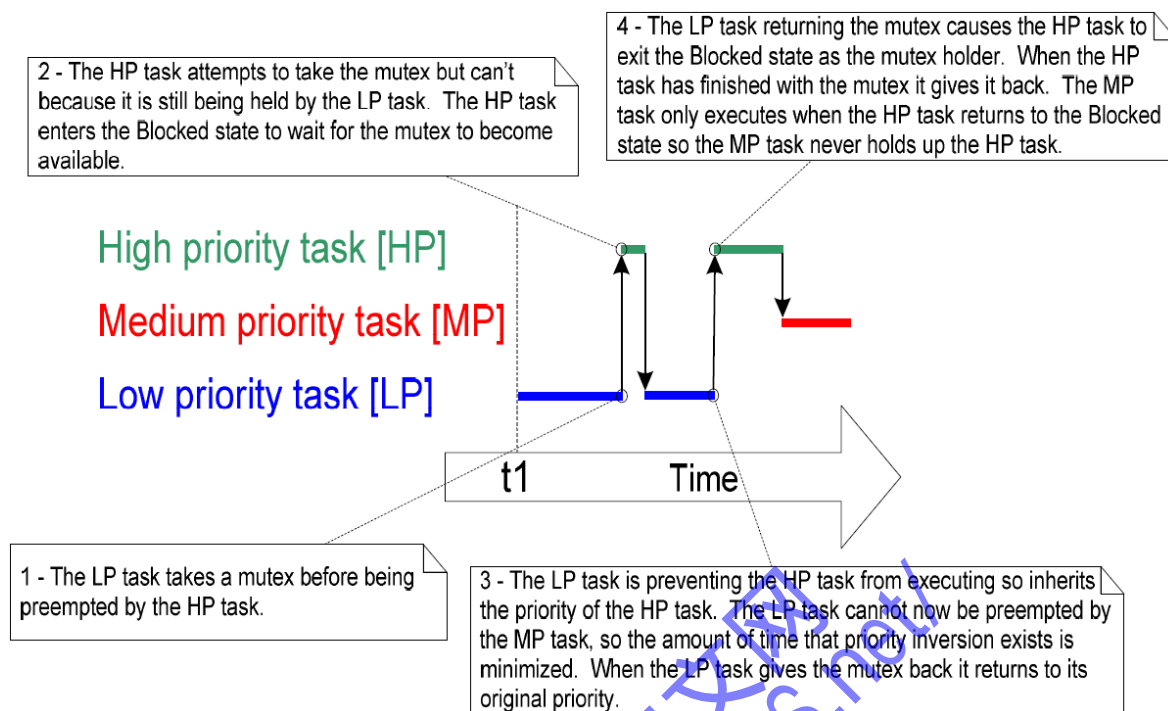 2 - The HP task attempts to take the mutex but can't
because it is still being held by the LP task.  The HP task
enters the Blocked state to wait for the mutex to become
available.
4 - The LP task returning the mutex causes the HP task to
exit the Blocked state as the mutex holder.  When the HP
task has finished with the mutex it gives it back.  The MP
task only executes when the HP task returns to the Blocked
state so the MP task never holds up the HP task.
High priority task [HP]
Medium priority task [MP]
Low priority task [LP]
t1
Time
1 - The LP task takes a mutex before being
preempted by the HP task.
3 - The LP task is preventing the HP task from executing so inherits
the priority of the HP task.  The LP task cannot now be preempted by
the MP task, so the amount of time that priority inversion exists is
minimized.  When the LP task gives the mutex back it returns to its
original priority.
文网
s.net/